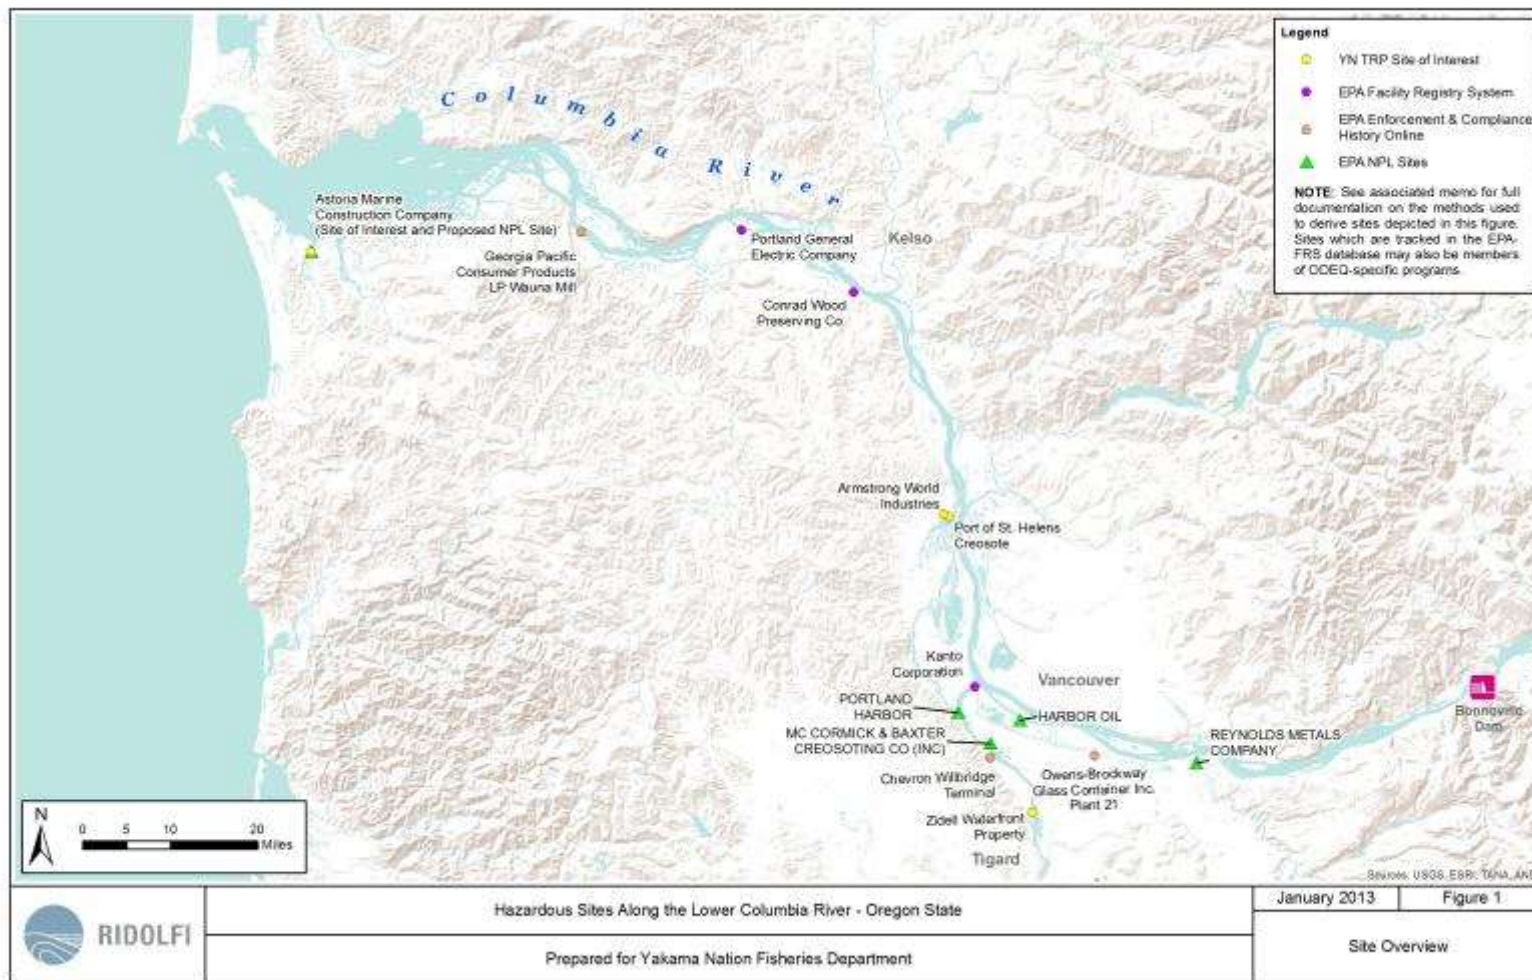 Legend
YN TRP Site of Interest
EPA Facility Registry System
EPA Enforcement & Compliance
History Online
EPA NPL Sites
NOTE: See associated memo for full
documentation on the methods used
to derive sites depicted in this figure.
Sites which are tracked in the EPA-
FRS database may also be members
of ODEQ-specific programs
Columbia River
Astoria Marine
Construction Company
(Site of Interest and Proposed NPL Site)
Georgia Pacific
Consumer Products
LP Wauna Mill
Portland General
Electric Company
Kelso
Conrad Wood
Preserving Co
Armstrong World
Industries
Port of St. Helens
Creosote
Kanto
Corporation
Vancouver
PORTLAND
HARBOR
HARBOR OIL
MC CORMICK & BAXTER
CREOSOTING CO (INC)
REYNOLDS METALS
COMPANY
Bonneville
Dam
Chevron Willbridge
Terminal
Owens-Brockway
Glass Container Inc.
Plant 21
Zidell Waterfront
Property
Tigard
N
0 5 10 20
Miles
Sources: USGS, ESRI, TANA, AND
RIDOLFI
Hazardous Sites Along the Lower Columbia River - Oregon State
Prepared for Yakama Nation Fisheries Department
January 2013
Figure 1
Site Overview